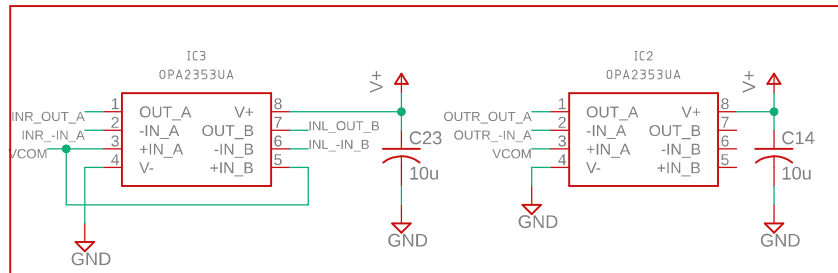 IC3
OPA2353UA
V+
INR_OUT_A 1 OUT_A V+ 8
INR_-IN_A 2 -IN_A OUT_B 7 INL_OUT_B
VCOM 3 +IN_A -IN_B 6 INL_-IN_B
4 V- +IN_B 5
C23
10u
GND
GND
IC2
OPA2353UA
V+
OUTR_OUT_A 1 OUT_A V+ 8
OUTR_-IN_A 2 -IN_A OUT_B 7
VCOM 3 +IN_A -IN_B 6
4 V- +IN_B 5
C14
10u
GND
GND